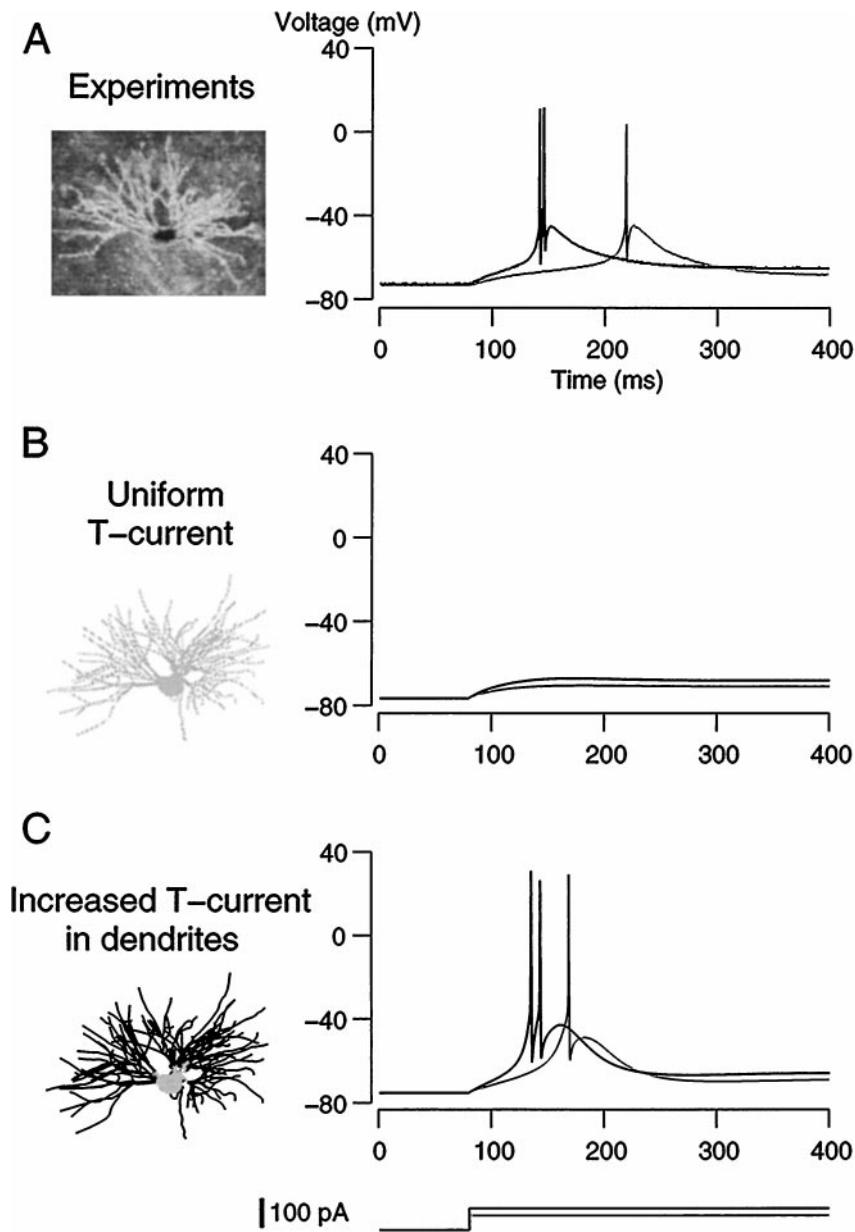 A
Voltage (mV)
Experiments
40
0
−40
−80
0 100 200 300 400
Time (ms)
B
Uniform
T−current
40
0
−40
−80
0 100 200 300 400
C
Increased T−current
in dendrites
40
0
−40
−80
0 100 200 300 400
100 pA